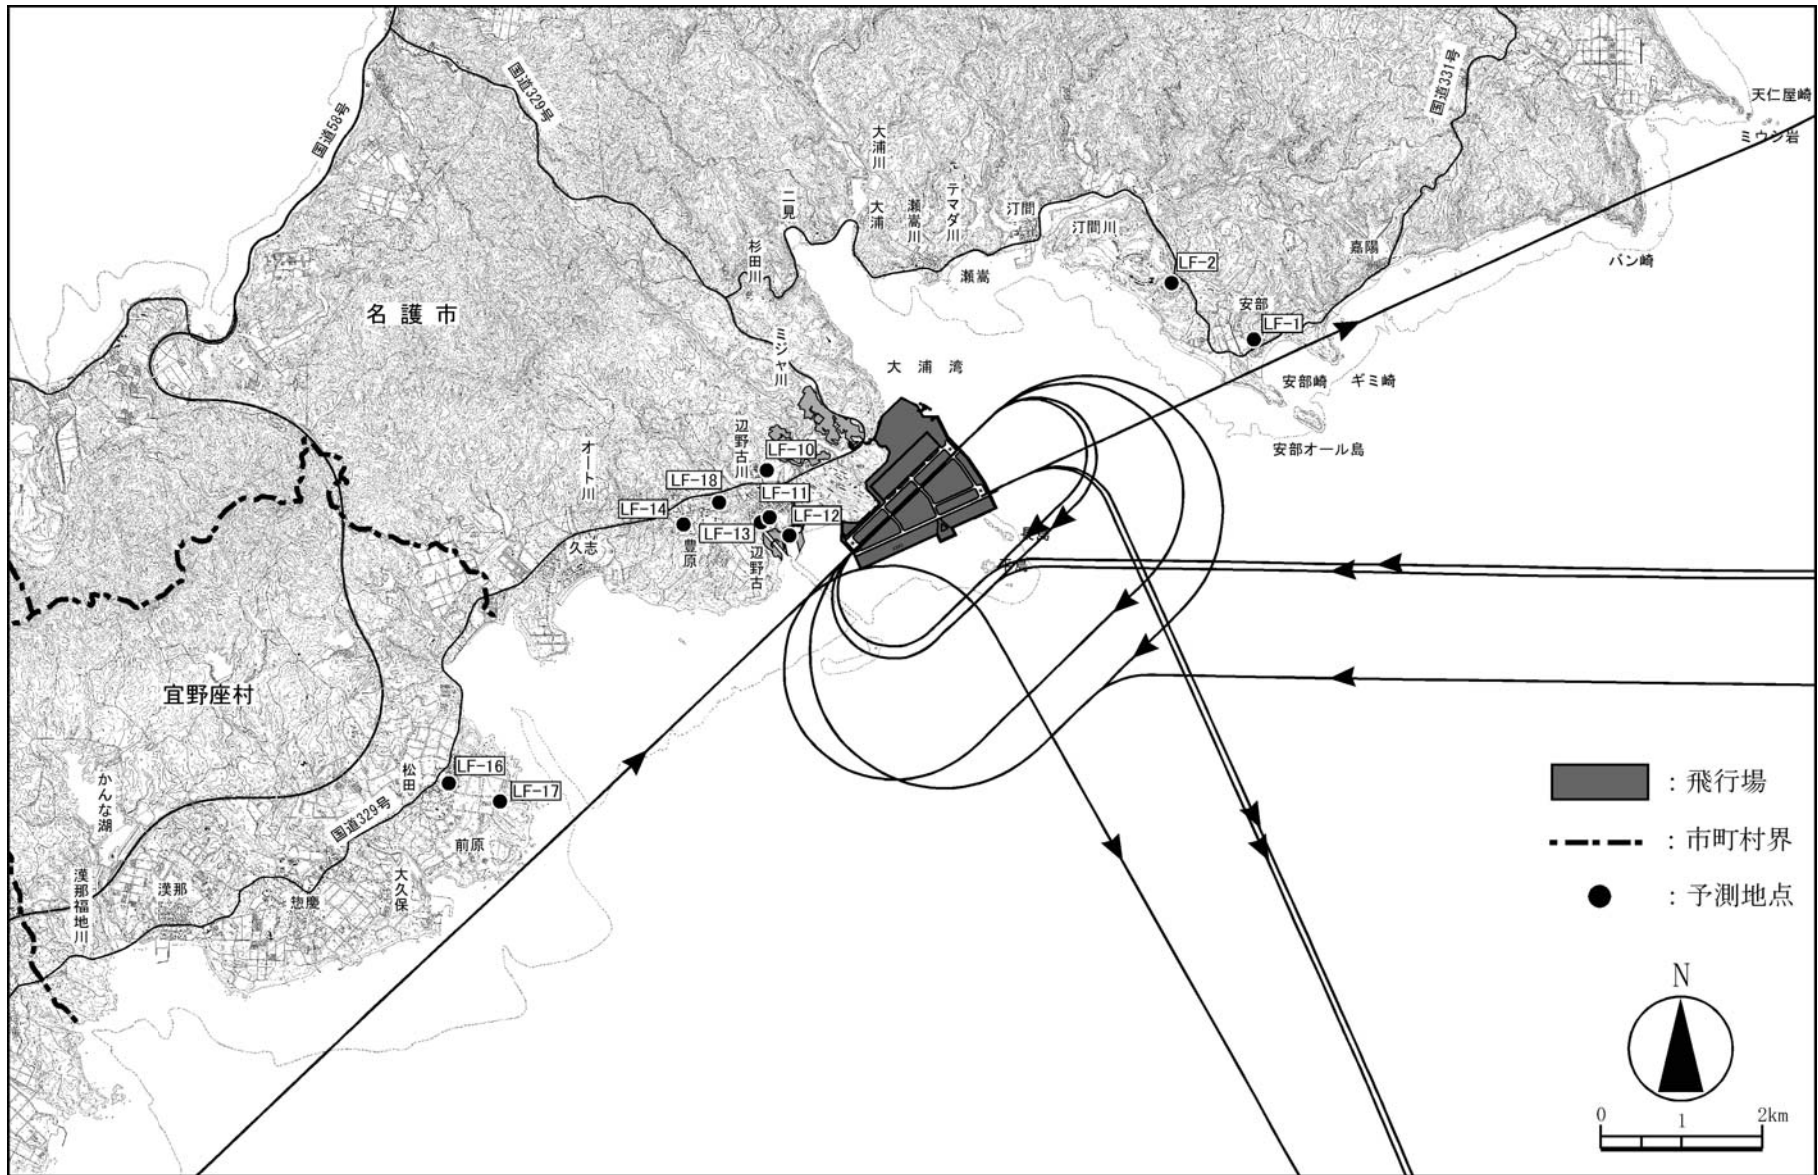 国道58号
国道329号
国道331号
天仁屋崎
ミウシ岩
バン崎
嘉陽
大浦川
大浦
瀬嵩川
テマダ川
汀間
汀間川
二見
杉田川
瀬嵩
LF-2
安部
LF-1
名護市
ミジャ川
大浦湾
安部崎
ギミ崎
安部オール島
辺野古川
LF-10
オート川
LF-18
LF-11
LF-14
LF-12
LF-13
久志
豊原
辺野古
長島
平島
宜野座村
かんな湖
松田
LF-16
LF-17
国道329号
前原
大久保
漢那
惣慶
漢那福地川
：飛行場
：市町村界
：予測地点
N
0 1 2km